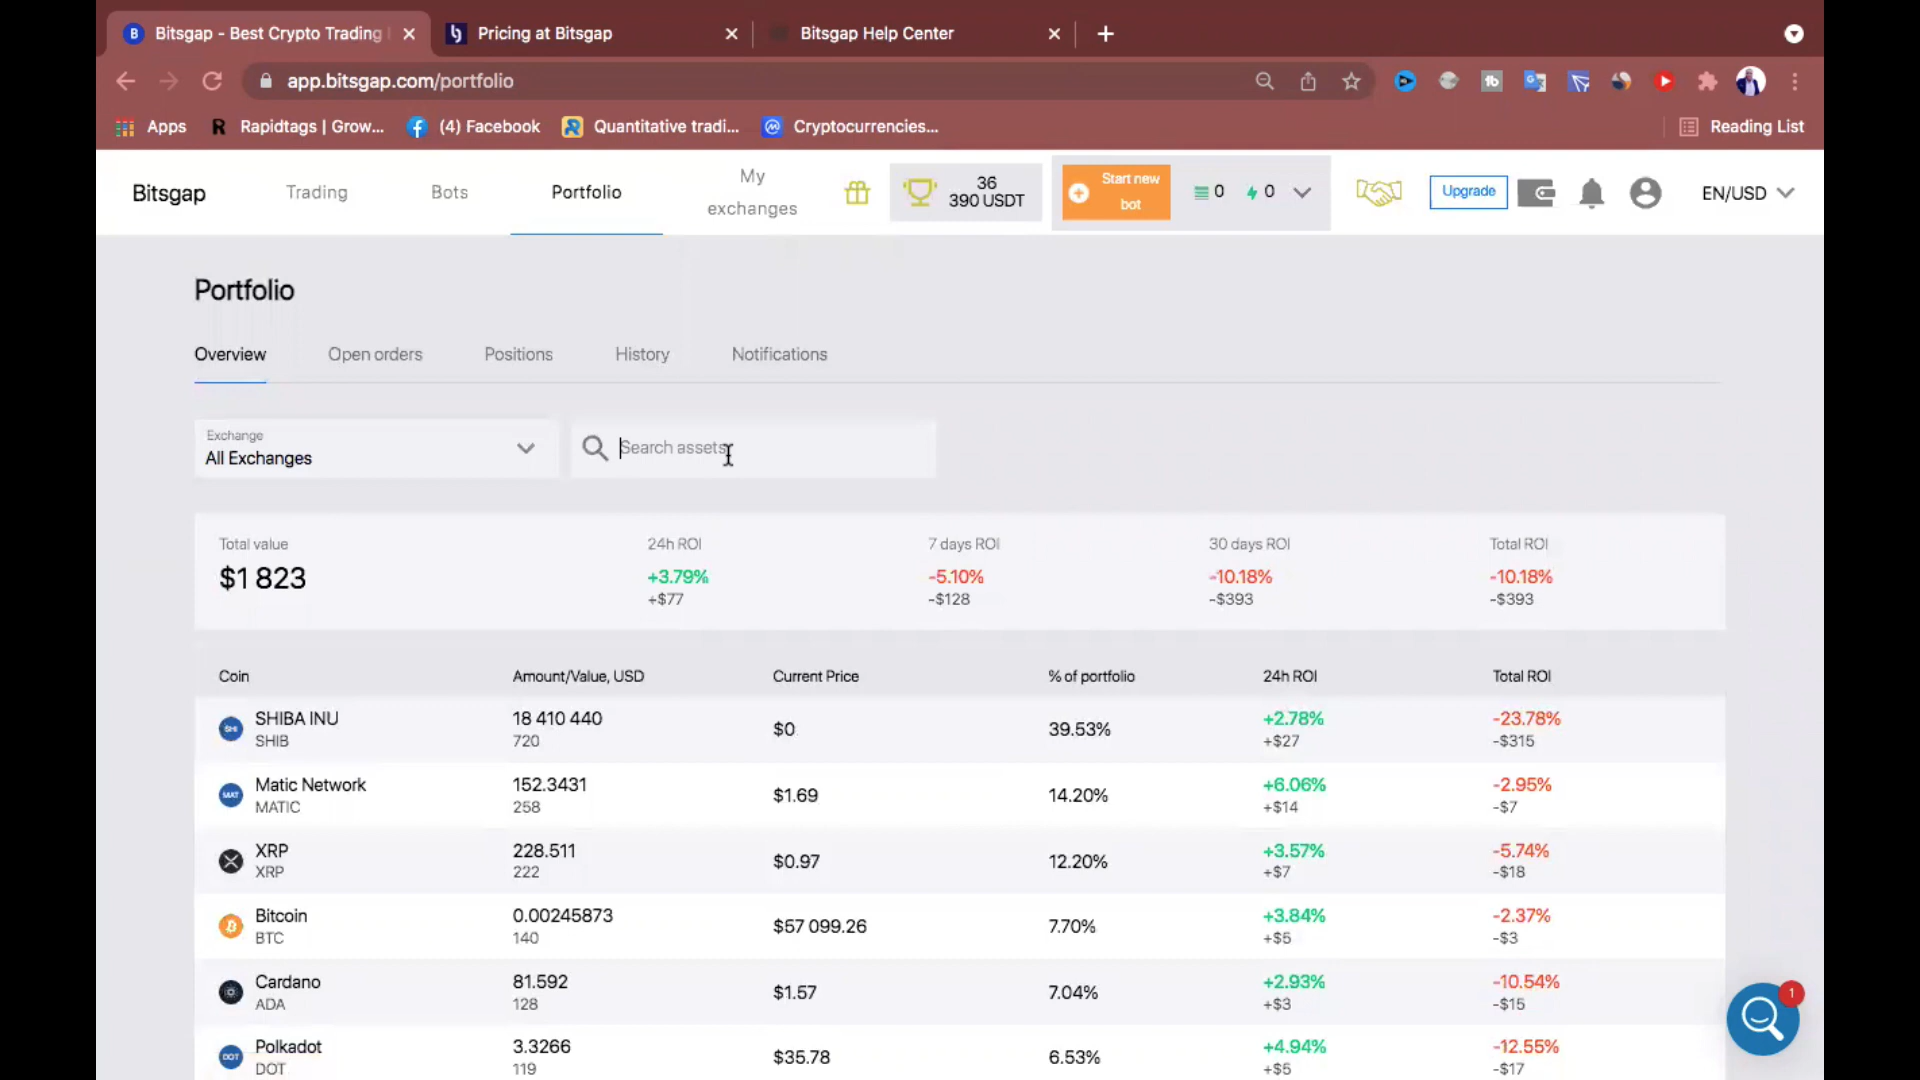 Bitsgap - Best Crypto Trading
Pricing at Bitsgap
Bitsgap Help Center
app.bitsgap.com/portfolio
Apps
Rapidtags | Grow...
(4) Facebook
Quantitative tradi...
Cryptocurrencies...
Reading List
Bitsgap
Trading
Bots
Portfolio
My exchanges
36
390 USDT
Start new bot
0
0
Upgrade
EN/USD
Portfolio
Overview
Open orders
Positions
History
Notifications
Exchange
All Exchanges
Search assets
Total value
24h ROI
7 days ROI
30 days ROI
Total ROI
$1 823
+3.79%
-5.10%
-10.18%
-10.18%
+$77
-$128
-$393
-$393
Coin
Amount/Value, USD
Current Price
% of portfolio
24h ROI
Total ROI
SHIBA INU
SHIB
18 410 440
720
$0
39.53%
+2.78%
+$27
-23.78%
-$315
Matic Network
MATIC
152.3431
258
$1.69
14.20%
+6.06%
+$14
-2.95%
-$7
XRP
XRP
228.511
222
$0.97
12.20%
+3.57%
+$7
-5.74%
-$18
Bitcoin
BTC
0.00245873
140
$57 099.26
7.70%
+3.84%
+$5
-2.37%
-$3
Cardano
ADA
81.592
128
$1.57
7.04%
+2.93%
+$3
-10.54%
-$15
Polkadot
DOT
3.3266
119
$35.78
6.53%
+4.94%
+$5
-12.55%
-$17
1